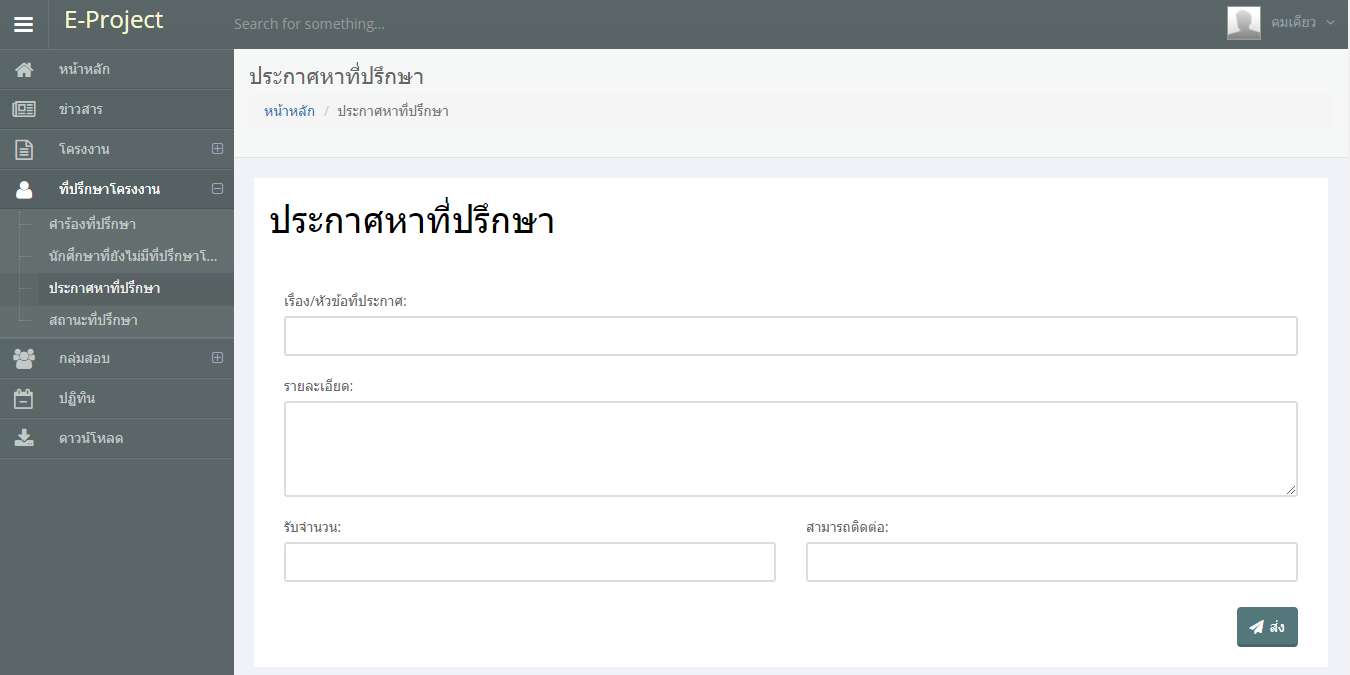 E-Project
Search for something...
คมเดียว
หน้าหลัก
ข่าวสาร
โครงงาน
ที่ปรึกษาโครงงาน
คำร้องที่ปรึกษา
นักศึกษาที่ยังไม่มีที่ปรึกษาโ...
ประกาศหาที่ปรึกษา
สถานะที่ปรึกษา
กลุ่มสอบ
ปฏิทิน
ดาวน์โหลด
ประกาศหาที่ปรึกษา
หน้าหลัก / ประกาศหาที่ปรึกษา
ประกาศหาที่ปรึกษา
เรื่อง/หัวข้อที่ประกาศ:
รายละเอียด:
รับจำนวน:
สามารถติดต่อ:
ส่ง